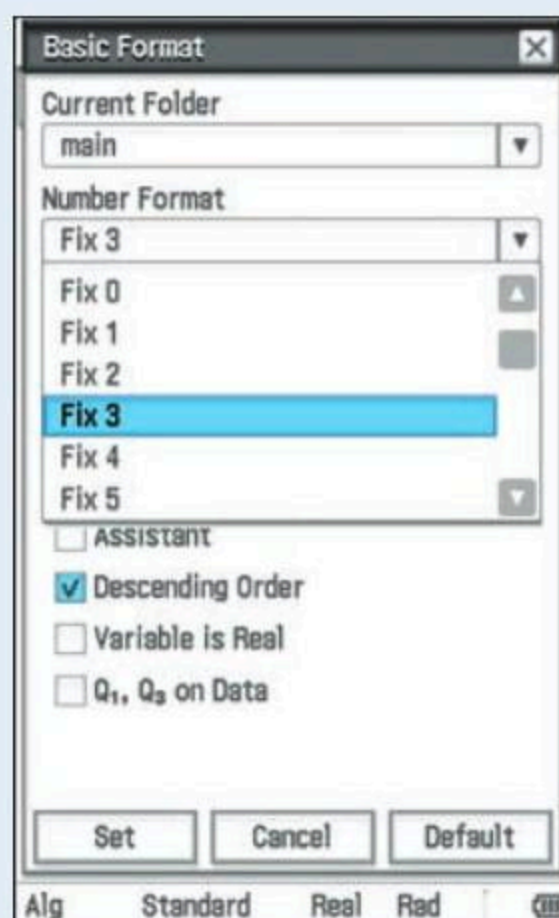 Basic Format
Current Folder
main
Number Format
Fix 3
Fix 0
Fix 1
Fix 2
Fix 3
Fix 4
Fix 5
Assistant
Descending Order
Variable is Real
Q₁, Q₃ on Data
Set Cancel Default
Alg Standard Real Rad